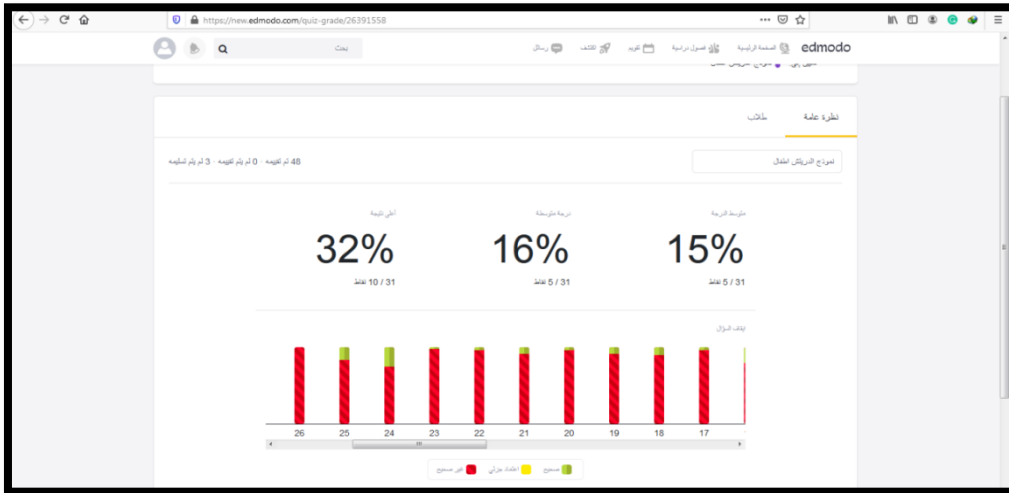 https://new.edmodo.com/quiz-grade/26391558
edmodo الصفحة الرئيسية فصول دراسية تقويم اكتشف رسائل
بحث
نظرة عامة طلاب
نموذج الدريلش اطفال
48 تم تقييمه · 0 لم يتم تقييمه · 3 لم يتم تسليمه
متوسط الدرجة
15%
31 / 5 نقاط
درجة متوسطة
16%
31 / 5 نقاط
أعلى نتيجة
32%
31 / 10 نقاط
السؤال
26 25 24 23 22 21 20 19 18 17
صحيح اعتماد جزئي غير صحيح